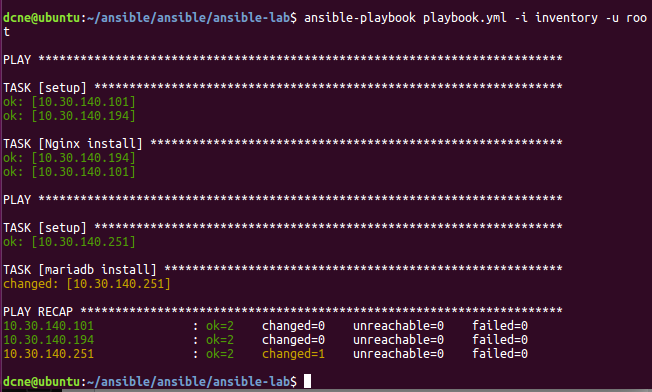 dcne@ubuntu:~/ansible/ansible/ansible-lab$ ansible-playbook playbook.yml -i inventory -u roo
t
PLAY ***************************************************************************
TASK [setup] *******************************************************************
ok: [10.30.140.101]
ok: [10.30.140.194]
TASK [Nginx install] ***********************************************************
ok: [10.30.140.194]
ok: [10.30.140.101]
PLAY ***************************************************************************
TASK [setup] *******************************************************************
ok: [10.30.140.251]
TASK [mariadb install] *********************************************************
changed: [10.30.140.251]
PLAY RECAP *********************************************************************
10.30.140.101              : ok=2    changed=0    unreachable=0    failed=0
10.30.140.194              : ok=2    changed=0    unreachable=0    failed=0
10.30.140.251              : ok=2    changed=1    unreachable=0    failed=0
dcne@ubuntu:~/ansible/ansible/ansible-lab$